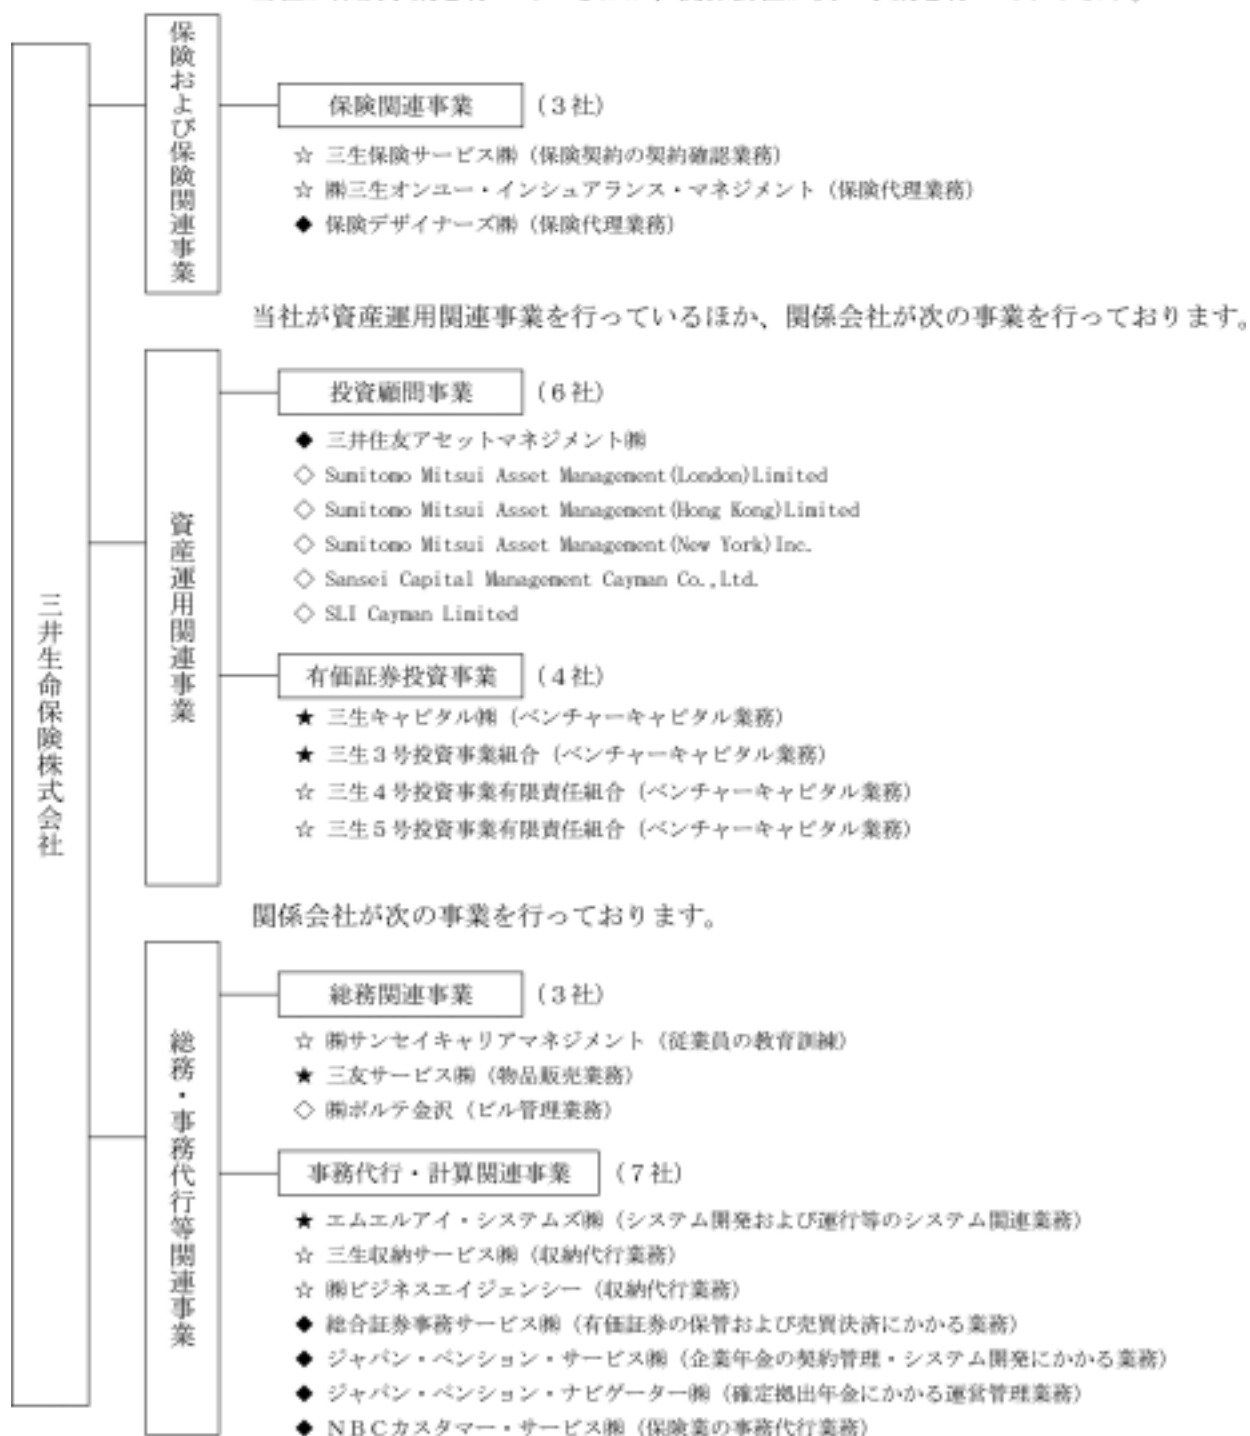 三井生命保険株式会社
保険および保険関連事業
保険関連事業 （３社）
☆ 三生保険サービス㈱（保険契約の契約確認業務）
☆ ㈱三生オンユー・インシュアランス・マネジメント（保険代理業務）
◆ 保険デザイナーズ㈱（保険代理業務）
当社が資産運用関連事業を行っているほか、関係会社が次の事業を行っております。
資産運用関連事業
投資顧問事業 （６社）
◆ 三井住友アセットマネジメント㈱
◇ Sumitomo Mitsui Asset Management(London)Limited
◇ Sumitomo Mitsui Asset Management(Hong Kong)Limited
◇ Sumitomo Mitsui Asset Management(New York)Inc.
◇ Sansei Capital Management Cayman Co.,Ltd.
◇ SLI Cayman Limited
有価証券投資事業 （４社）
★ 三生キャピタル㈱（ベンチャーキャピタル業務）
★ 三生３号投資事業組合（ベンチャーキャピタル業務）
☆ 三生４号投資事業有限責任組合（ベンチャーキャピタル業務）
☆ 三生５号投資事業有限責任組合（ベンチャーキャピタル業務）
関係会社が次の事業を行っております。
総務・事務代行等関連事業
総務関連事業 （３社）
☆ ㈱サンセイキャリアマネジメント（従業員の教育訓練）
★ 三友サービス㈱（物品販売業務）
◇ ㈱ポルテ金沢（ビル管理業務）
事務代行・計算関連事業 （７社）
★ エムエルアイ・システムズ㈱（システム開発および運行等のシステム関連業務）
☆ 三生収納サービス㈱（収納代行業務）
☆ ㈱ビジネスエイジェンシー（収納代行業務）
◆ 総合証券事務サービス㈱（有価証券の保管および売買決済にかかる業務）
◆ ジャパン・ペンション・サービス㈱（企業年金の契約管理・システム開発にかかる業務）
◆ ジャパン・ペンション・ナビゲーター㈱（確定拠出年金にかかる運営管理業務）
◆ ＮＢＣカスタマー・サービス㈱（保険業の事務代行業務）